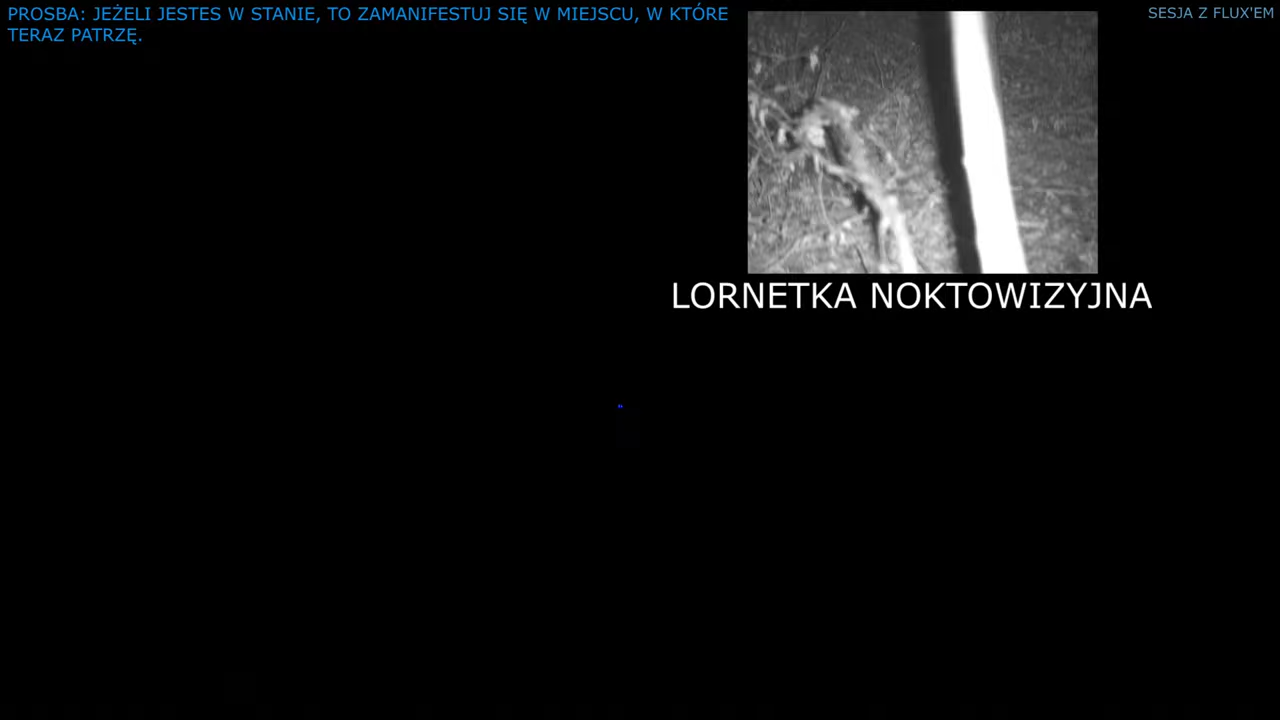 PROSBA: JEŻELI JESTES W STANIE, TO ZAMANIFESTUJ SIĘ W MIEJSCU, W KTÓRE
TERAZ PATRZĘ.
SESJA Z FLUX'EM
LORNETKA NOKTOWIZYJNA
"